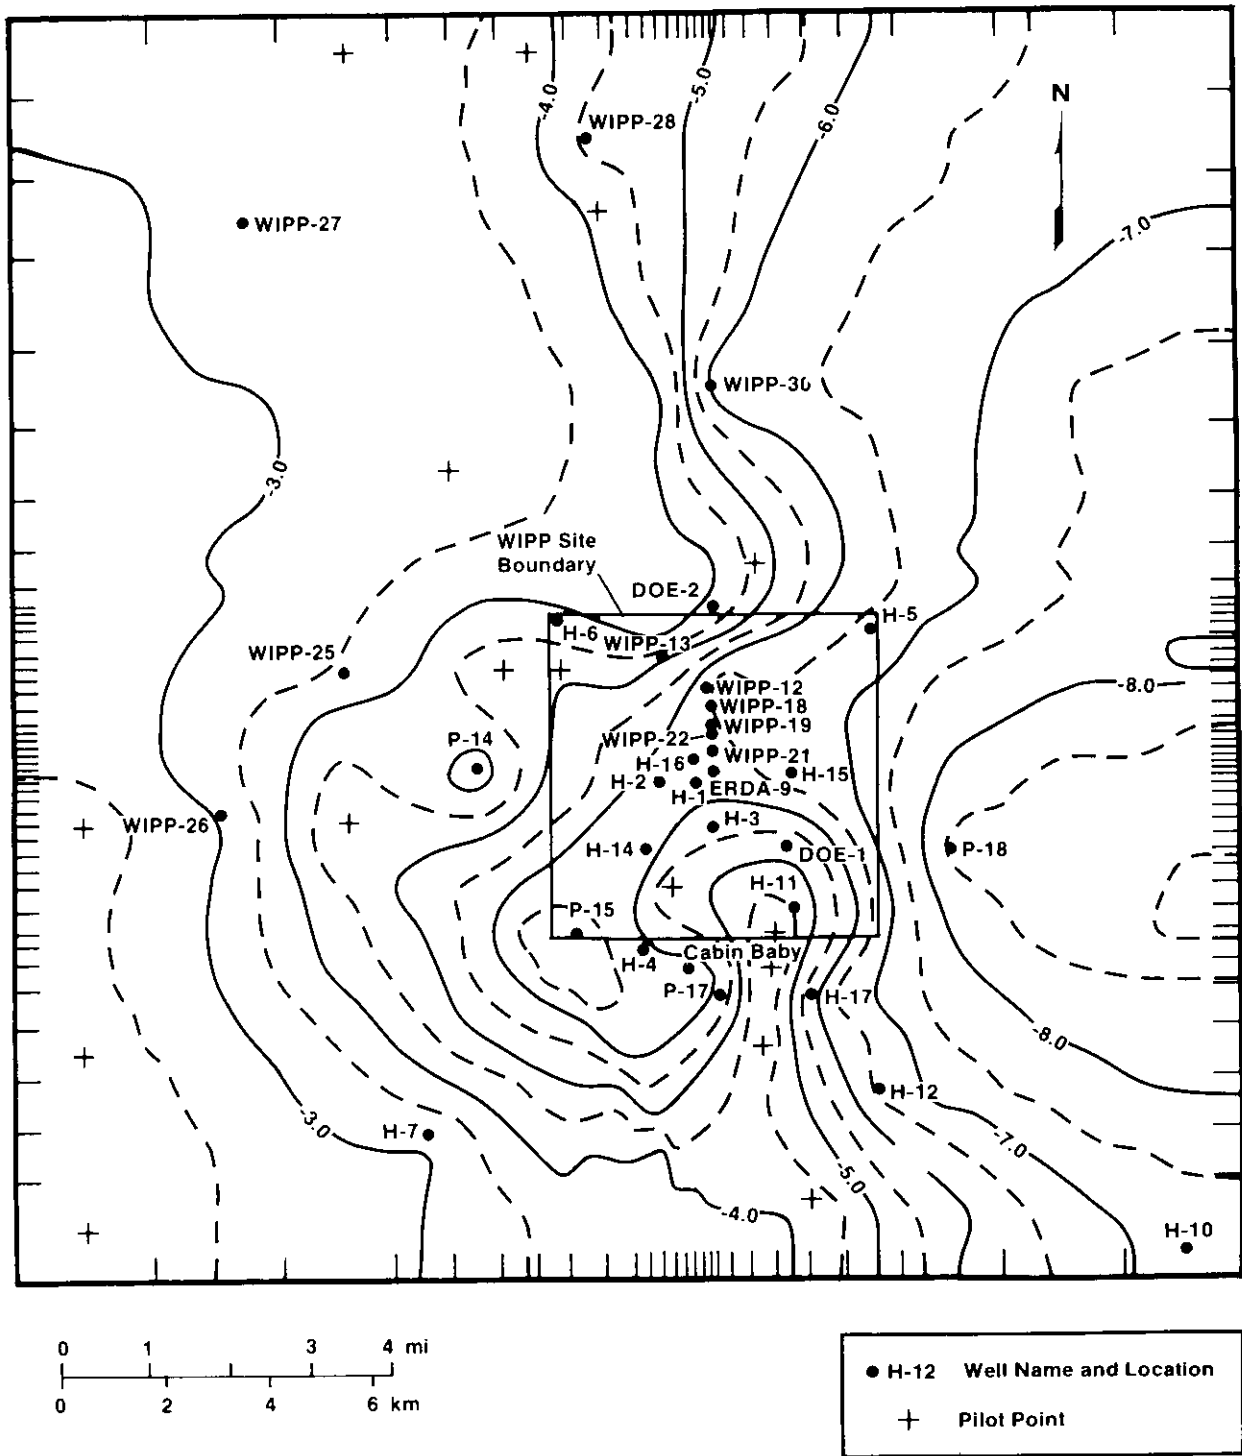 -4.0
-5.0
-6.0
N
WIPP-28
WIPP-27
-7.0
WIPP-30
-3.0
WIPP Site
Boundary
DOE-2
H-5
H-6
WIPP-13
WIPP-25
WIPP-12
-8.0
WIPP-18
WIPP-19
P-14
WIPP-22
WIPP-21
H-16
H-15
H-2
H-1
ERDA-9
WIPP-26
H-3
H-14
DOE-1
P-18
H-11
P-15
H-4
Cabin Baby
P-17
H-17
-8.0
H-12
-3.0
H-7
-7.0
-5.0
-4.0
H-10
0 1 3 4 mi
0 2 4 6 km
H-12 Well Name and Location
Pilot Point